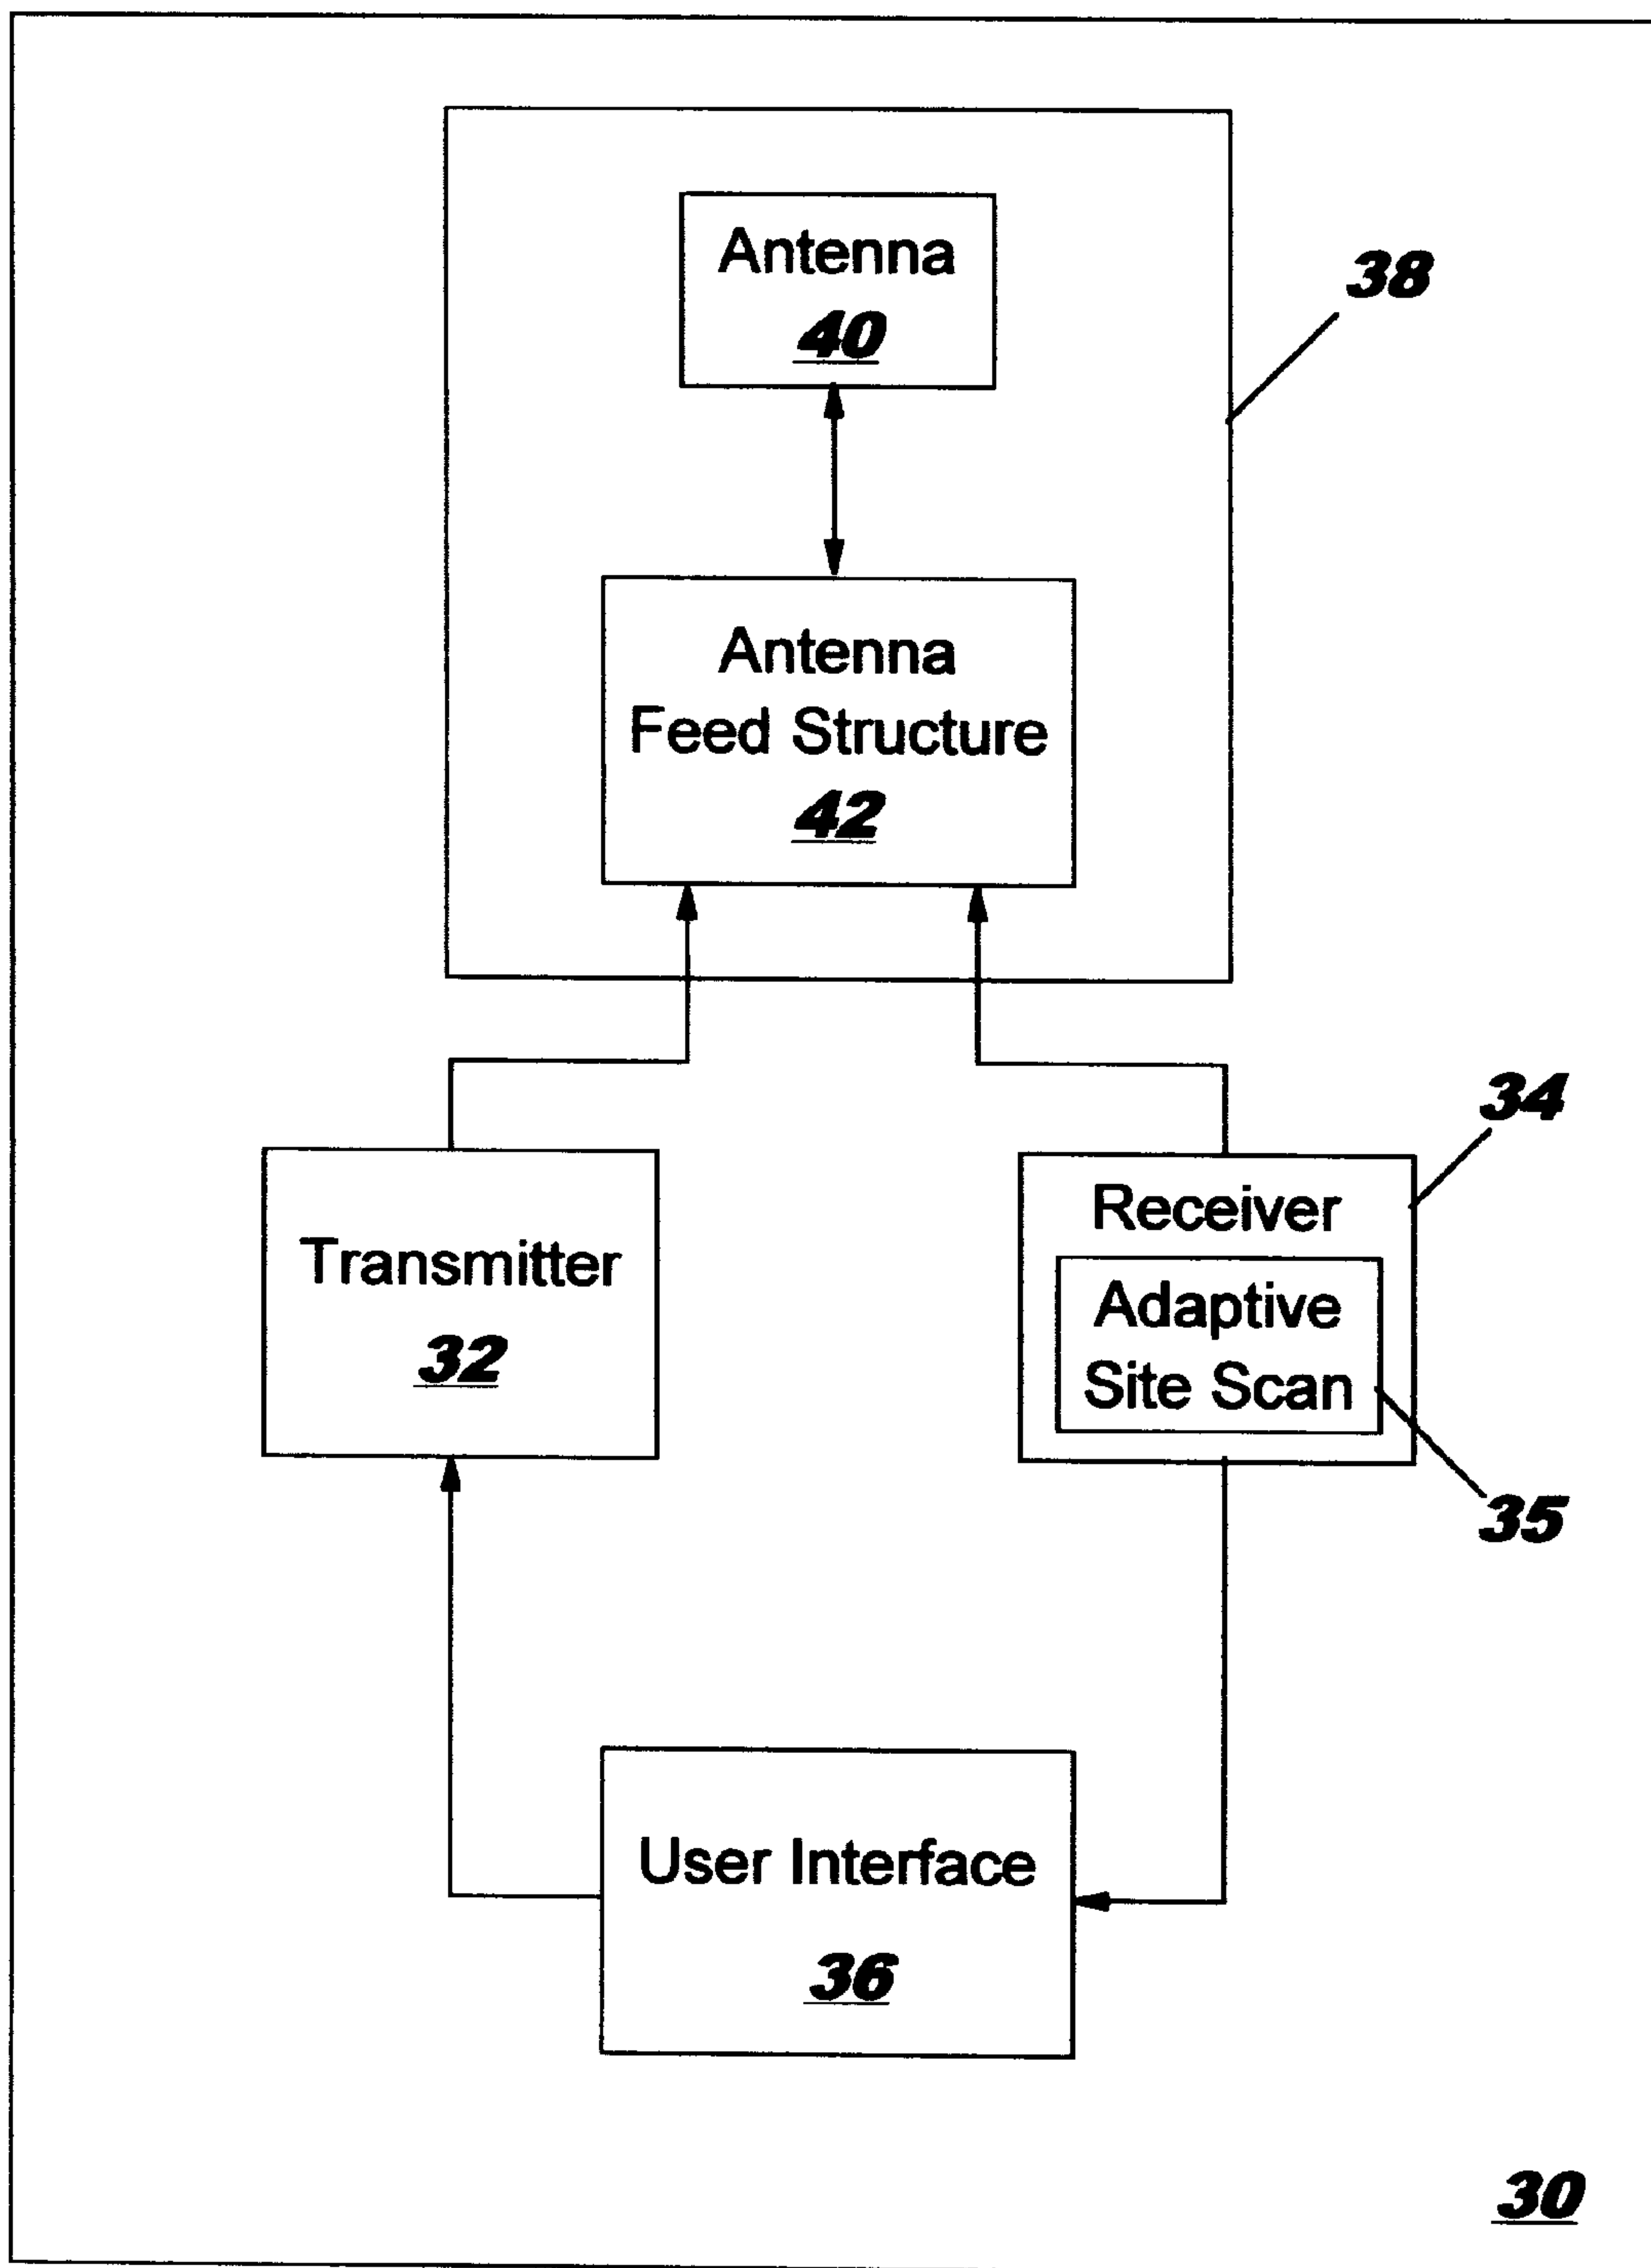 Antenna
40
38
Antenna
Feed Structure
42
34
Transmitter
32
Receiver
Adaptive
Site Scan
35
User Interface
36
30